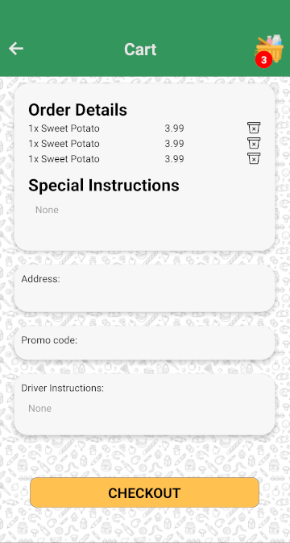 Cart
3
Order Details
1x Sweet Potato 3.99
1x Sweet Potato 3.99
1x Sweet Potato 3.99
Special Instructions
None
Address:
Promo code:
Driver Instructions:
None
CHECKOUT